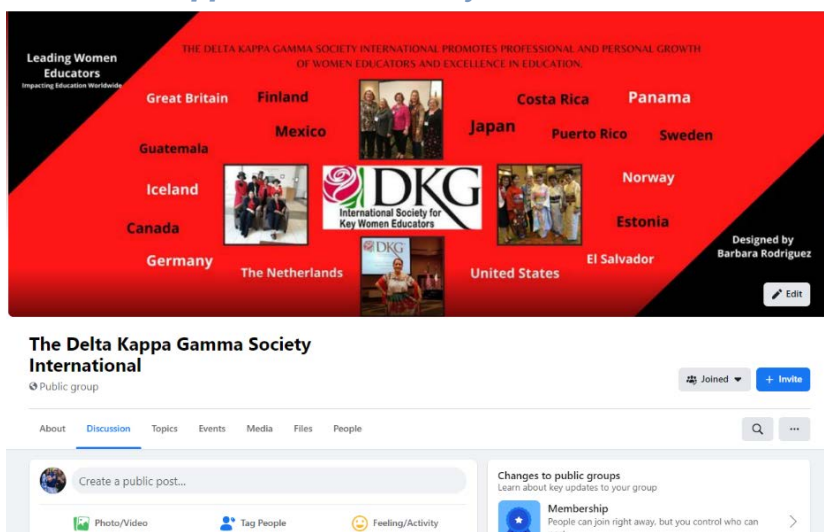 Leading Women
Educators
Impacting Education Worldwide
THE DELTA KAPPA GAMMA SOCIETY INTERNATIONAL PROMOTES PROFESSIONAL AND PERSONAL GROWTH
OF WOMEN EDUCATORS AND EXCELLENCE IN EDUCATION.
Great Britain
Finland
Costa Rica
Panama
Mexico
Japan
Puerto Rico
Sweden
Guatemala
Iceland
DKG
International Society for
Key Women Educators
Norway
Canada
Estonia
Germany
The Netherlands
DKG
United States
El Salvador
Designed by
Barbara Rodriguez
Edit
The Delta Kappa Gamma Society
International
Public group
Joined
+ Invite
About Discussion Topics Events Media Files People
Create a public post...
Photo/Video Tag People Feeling/Activity
Changes to public groups
Learn about key updates to your group
Membership
People can join right away, but you control who can